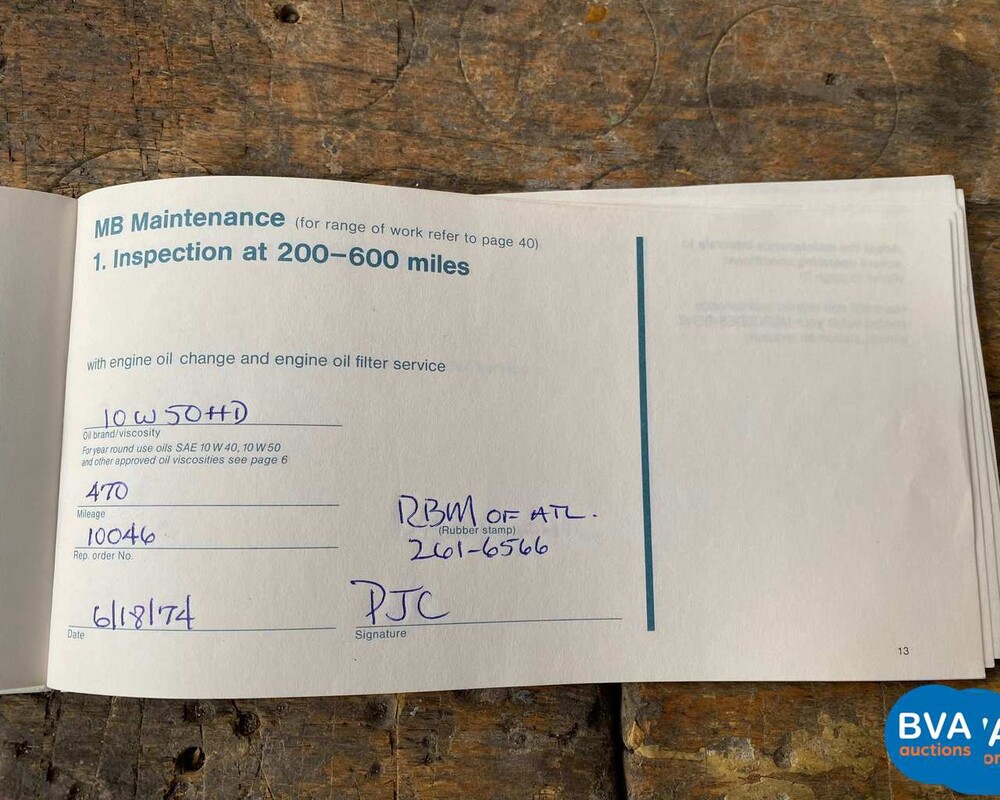 MB Maintenance (for range of work refer to page 40)
1. Inspection at 200–600 miles
with engine oil change and engine oil filter service
10 W 50 HD
Oil brand/viscosity
For year round use oils SAE 10 W 40, 10 W 50
and other approved oil viscosities see page 6
470
Mileage
10046
Rep. order No.
RBM OF ATL.
(Rubber stamp)
261-6566
6/18/74
Date
PJC
Signature
13
BVA
auctions